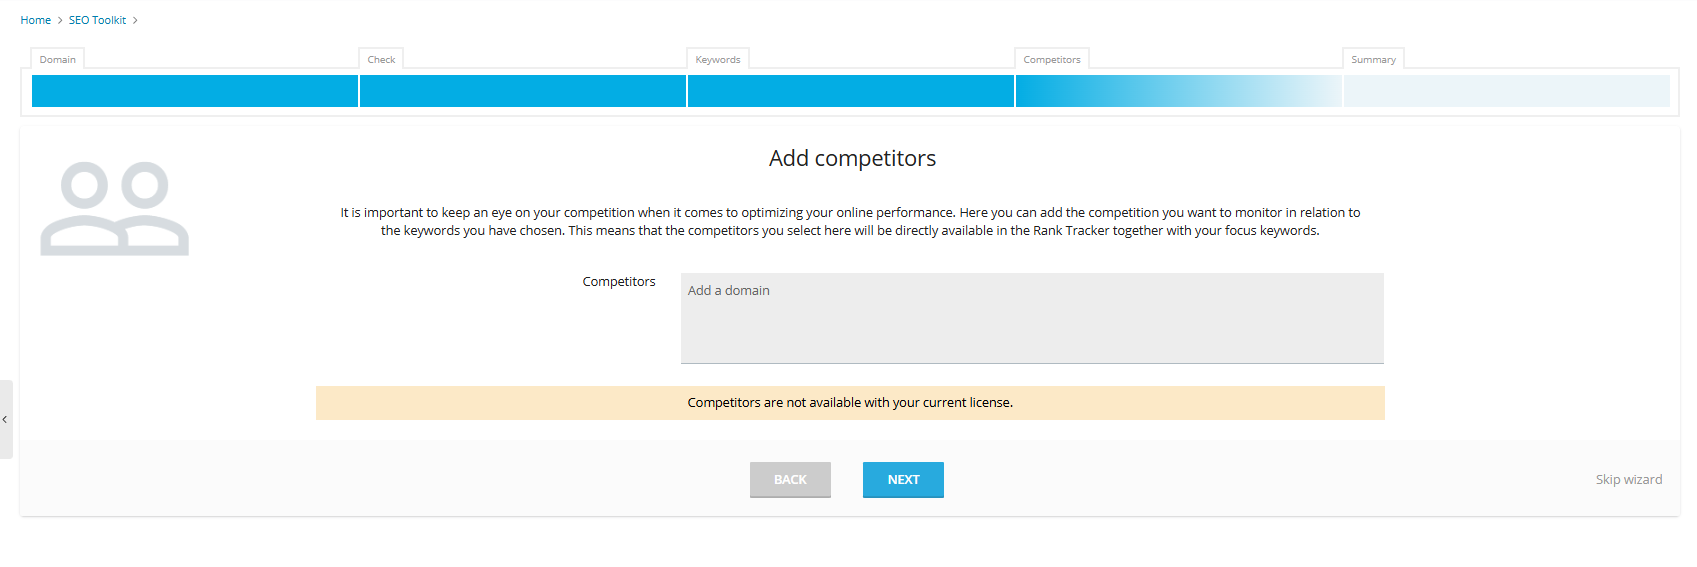 Home > SEO Toolkit >
Domain
Check
Keywords
Competitors
Summary
Add competitors
It is important to keep an eye on your competition when it comes to optimizing your online performance. Here you can add the competition you want to monitor in relation to
the keywords you have chosen. This means that the competitors you select here will be directly available in the Rank Tracker together with your focus keywords.
Competitors
Add a domain
Competitors are not available with your current license.
BACK
NEXT
Skip wizard